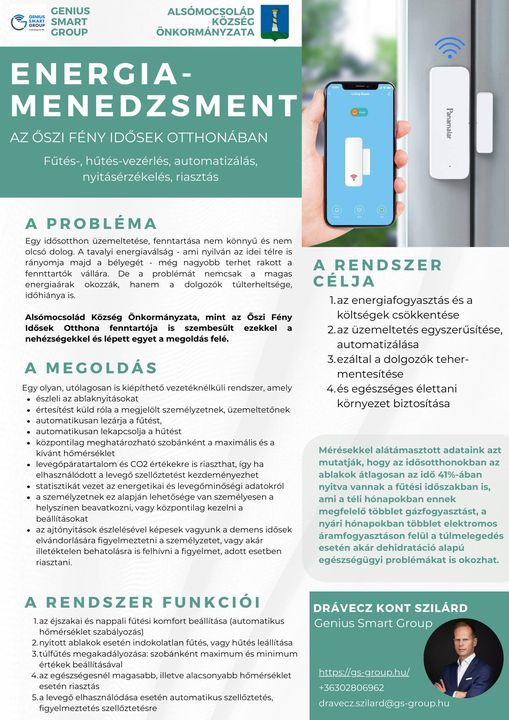 GENIUS
SMART
GROUP
GENIUS
SMART
GROUP
ALSÓMOCSOLÁD
KÖZSÉG
ÖNKORMÁNYZATA
ENERGIA-
MENEDZSMENT
AZ ŐSZI FÉNY IDŐSEK OTTHONÁBAN
Fűtés-, hűtés-vezérlés, automatizálás,
nyitásérzékelés, riasztás
Panamalar
A PROBLÉMA
Egy idősotthon üzemeltetése, fenntartása nem könnyű és nem
olcsó dolog. A tavalyi energiaválság - ami nyilván az idei télre is
rányomja majd a bélyegét - még nagyobb terhet rakott a
fennttartók vállára. De a problémát nemcsak a magas
energiaárak okozzák, hanem a dolgozók túlterheltsége,
időhiánya is.
Alsómocsolád Község Önkormányzata, mint az Őszi Fény
Idősek Otthona fenntartója is szembesült ezekkel a
nehézségekkel és lépett egyet a megoldás felé.
A MEGOLDÁS
Egy olyan, utólagosan is kiépíthető vezetéknélküli rendszer, amely
• észleli az ablaknyitásokat
• értesítést küld róla a megjelölt személyzetnek, üzemeltetőnek
• automatikusan lezárja a fűtést,
• automatikusan lekapcsolja a hűtést
• központilag meghatározható szobánként a maximális és a
kívánt hőmérséklet
• levegőpáratartalom és CO2 értékekre is riaszthat, így ha
elhasználódott a levegő szellőztetést kezdeményezhet
• statisztikát vezet az energetikai és levegőminőségi adatokról
• a személyzetnek ez alapján lehetősége van személyesen a
helyszínen beavatkozni, vagy központilag kezelni a
beállításokat
• az ajtónyitások észlelésével képesek vagyunk a demens idősek
elvándorlására figyelmeztetni a személyzetet, vagy akár
illetéktelen behatolásra is felhívni a figyelmet, adott esetben
riasztani.
A RENDSZER FUNKCIÓI
1. az éjszakai és nappali fűtési komfort beállítása (automatikus
hőmérséklet szabályozás)
2. nyitott ablakok esetén indokolatlan fűtés, vagy hűtés leállítása
3. túlfűtés megakadályozása: szobánként maximum és minimum
értékek beállításával
4. az egészségesnél magasabb, illetve alacsonyabb hőmérséklet
esetén riasztás
5. a levegő elhasználódása esetén automatikus szellőztetés,
figyelmeztetés szellőztetésre
A RENDSZER
CÉLJA
1. az energiafogyasztás és a
költségek csökkentése
2. az üzemeltetés egyszerűsítése,
automatizálása
3. ezáltal a dolgozók teher-
mentesítése
4. és egészséges élettani
környezet biztosítása
Mérésekkel alátámasztott adataink azt
mutatják, hogy az idősotthonokban az
ablakok átlagosan az idő 41%-ában
nyitva vannak a fűtési időszakban is,
ami a téli hónapokban ennek
megfelelő többlet gázfogyasztást, a
nyári hónapokban többlet elektromos
áramfogyasztáson felül a túlmelegedés
esetén akár dehidratáció alapú
egészségügyi problémákat is okozhat.
DRÁVECZ KONT SZILÁRD
Genius Smart Group
https://gs-group.hu/
+36302806962
dravecz.szilard@gs-group.hu